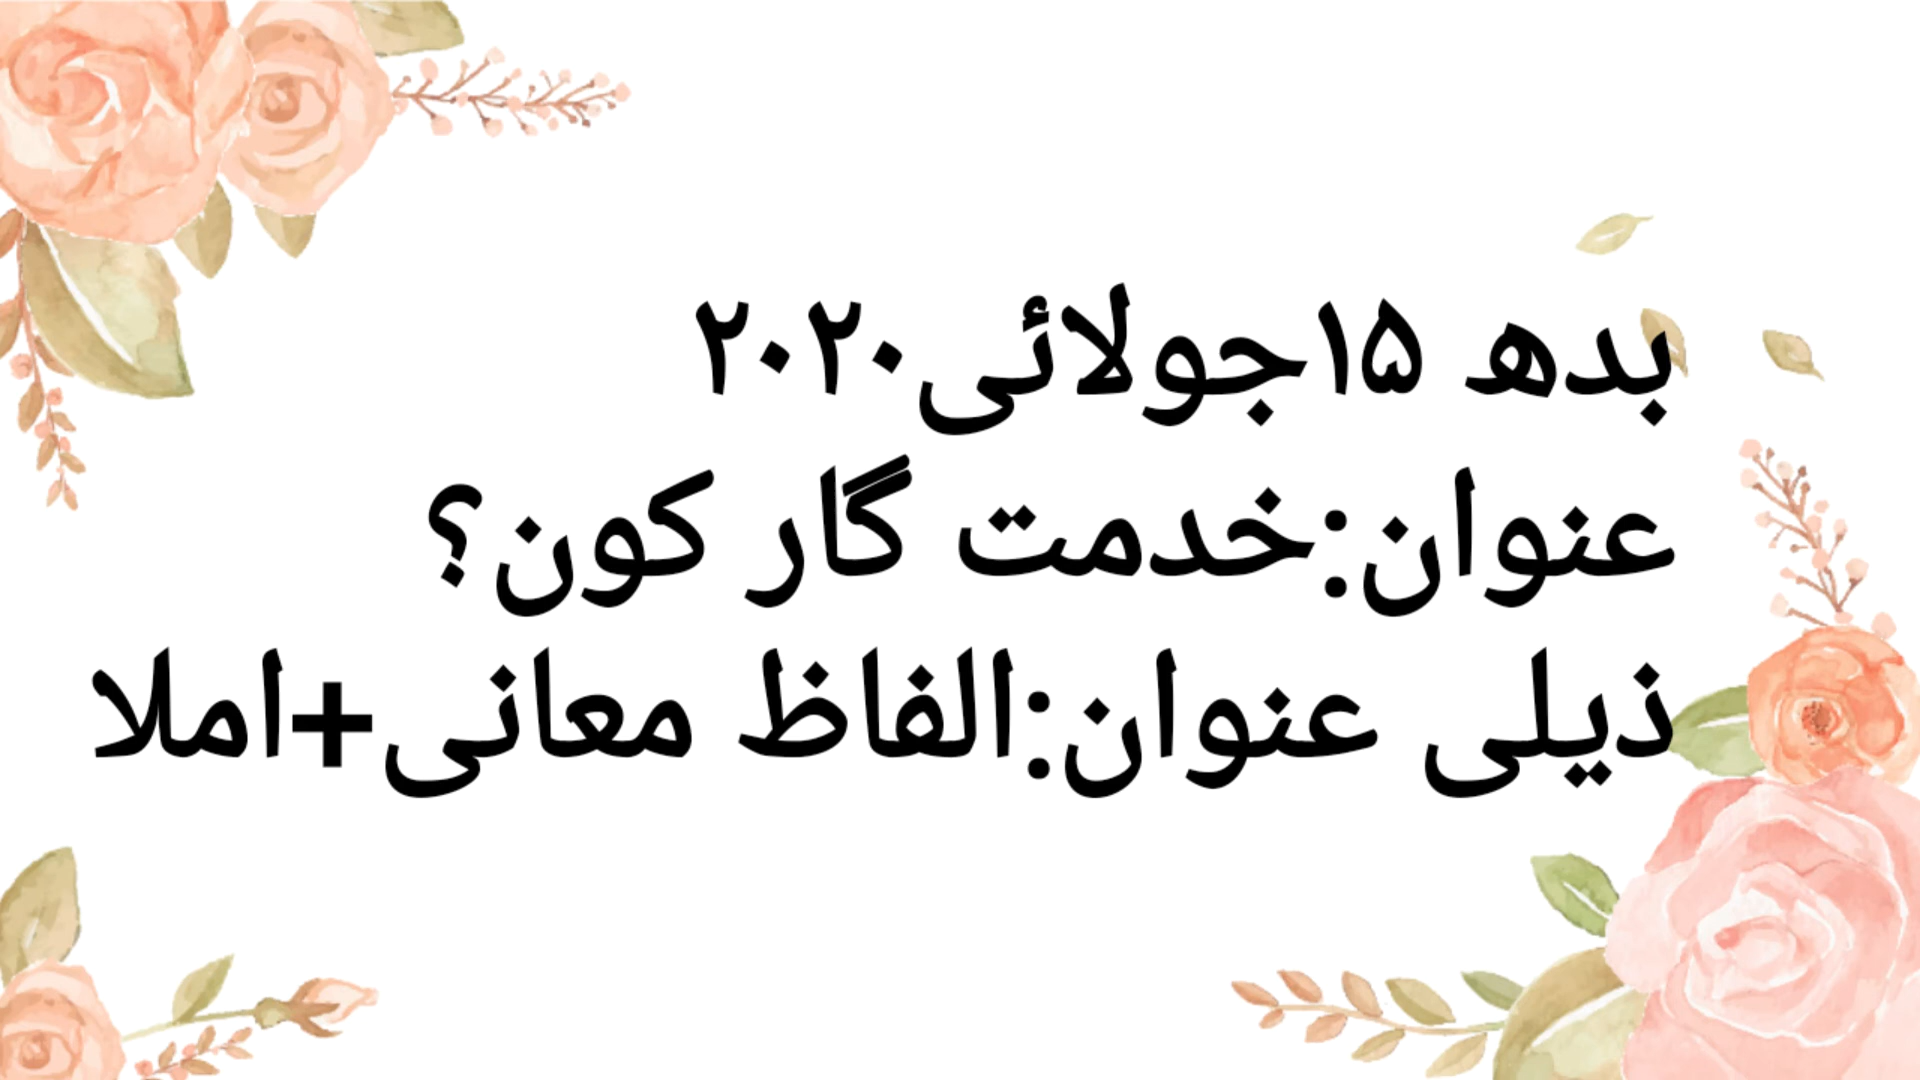 بدھ ۱۵جولائی۲۰۲۰
عنوان:خدمت گار کون؟
ذیلی عنوان:الفاظ معانی+املا